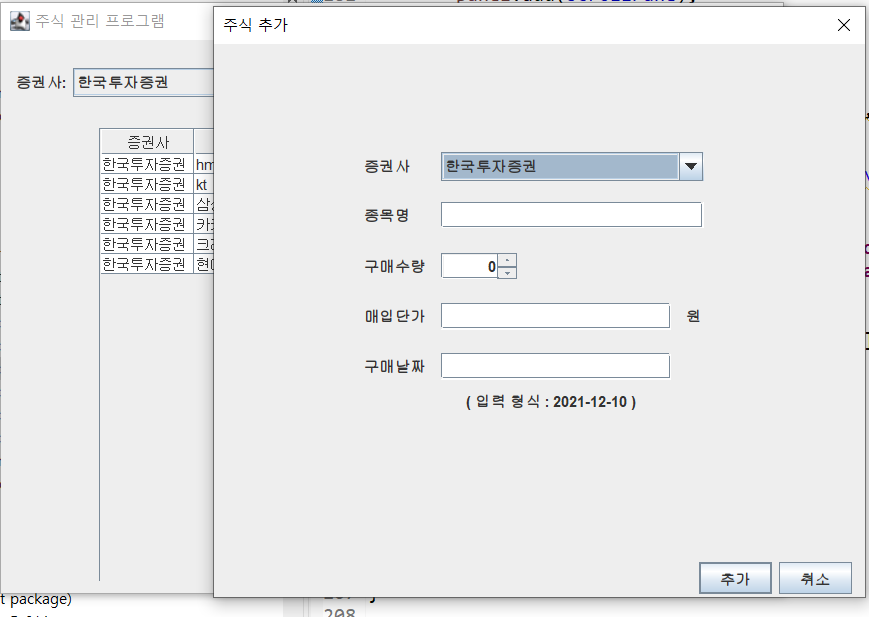 주식 관리 프로그램
증권사: 한국투자증권
증권사
한국투자증권 hm
한국투자증권 kt
한국투자증권
한국투자증권
한국투자증권
한국투자증권
주식 추가
증권사 한국투자증권
종목명
구매수량 0
매입단가 원
구매날짜
( 입력 형식 : 2021-12-10 )
추가 취소
t package)
208